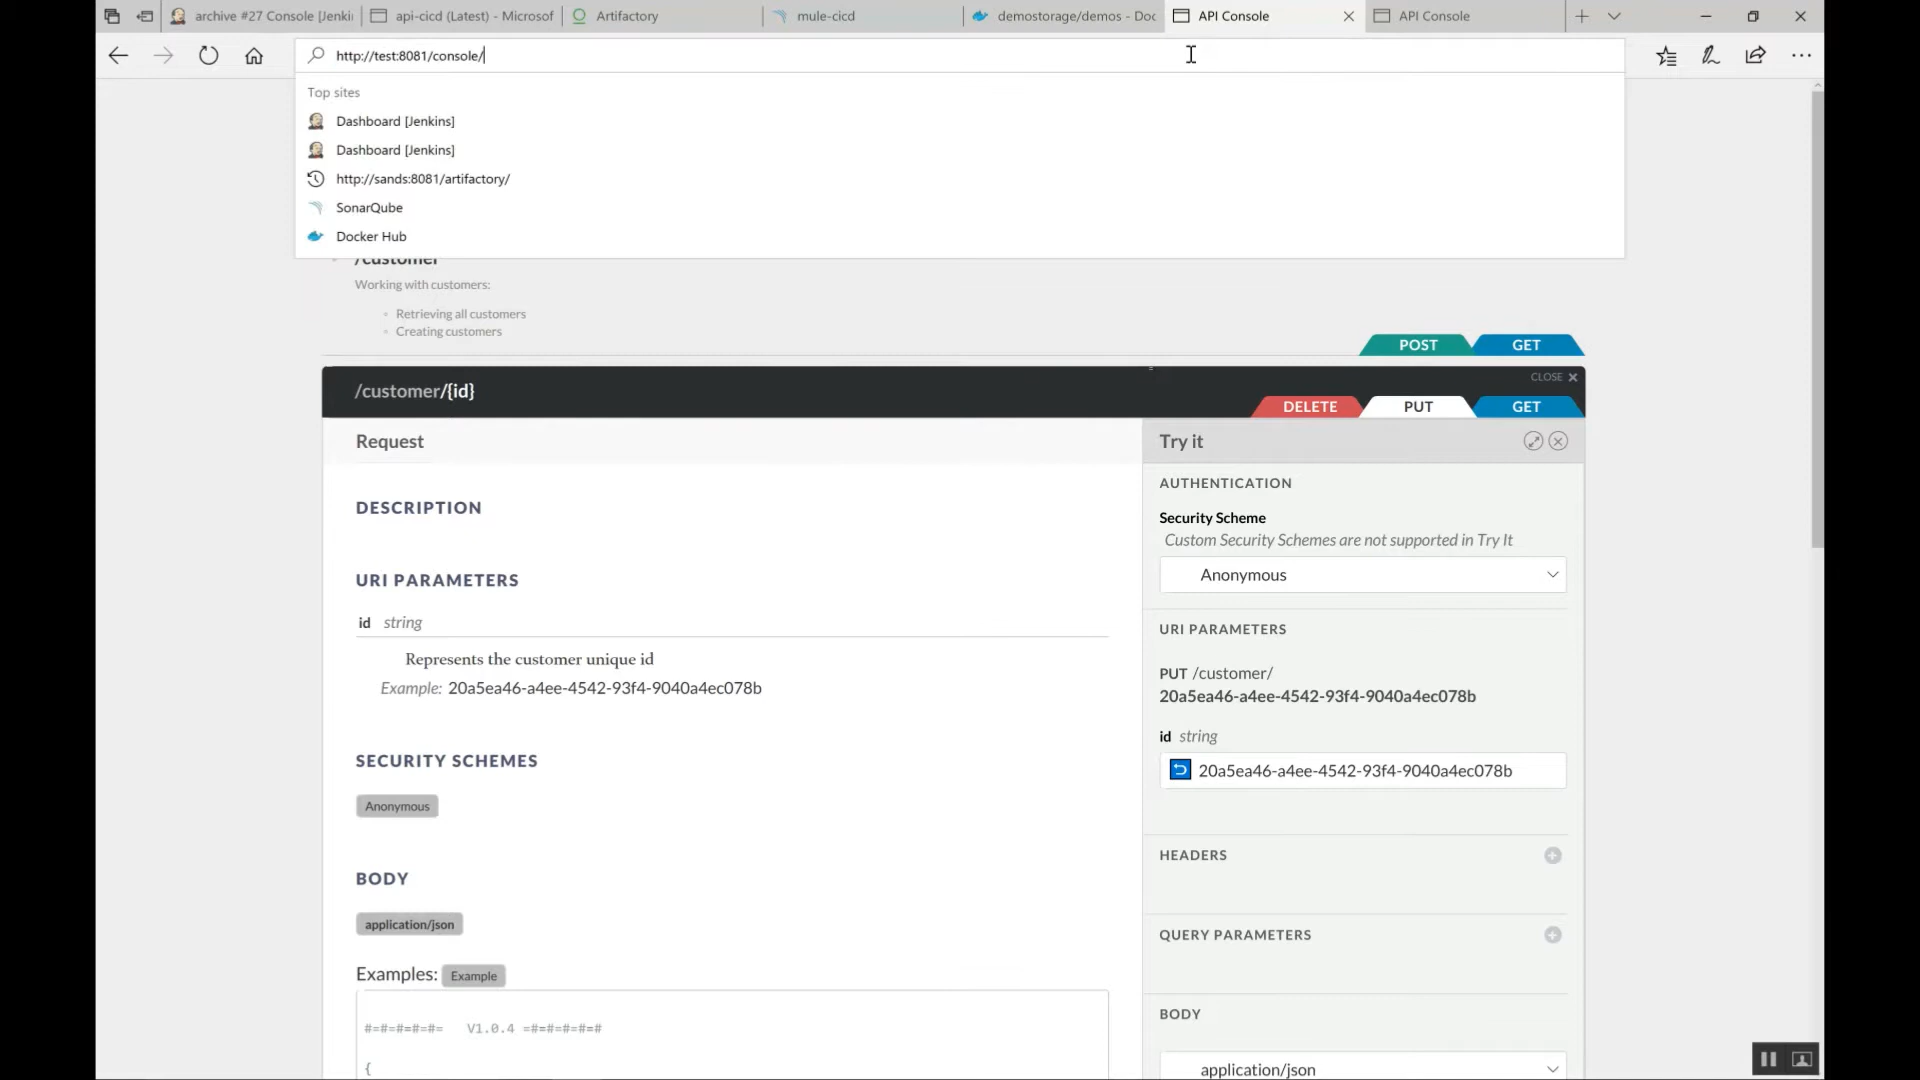 archive #27 Console [Jenki
api-cicd (Latest) - Microsof
Artifactory
mule-cicd
demostorage/demos - Doc
API Console
API Console
http://test:8081/console/
Top sites
Dashboard [Jenkins]
Dashboard [Jenkins]
http://sands:8081/artifactory/
SonarQube
Docker Hub
/customer
Working with customers:
Retrieving all customers
Creating customers
POST
GET
/customer/{id}
CLOSE
DELETE
PUT
GET
Request
DESCRIPTION
URI PARAMETERS
id string
Represents the customer unique id
Example: 20a5ea46-a4ee-4542-93f4-9040a4ec078b
SECURITY SCHEMES
Anonymous
BODY
application/json
Examples: Example
#=#=#=#=#= V1.0.4 =#=#=#=#=#
{
Try it
AUTHENTICATION
Security Scheme
Custom Security Schemes are not supported in Try It
Anonymous
URI PARAMETERS
PUT /customer/
20a5ea46-a4ee-4542-93f4-9040a4ec078b
id string
20a5ea46-a4ee-4542-93f4-9040a4ec078b
HEADERS
QUERY PARAMETERS
BODY
application/json